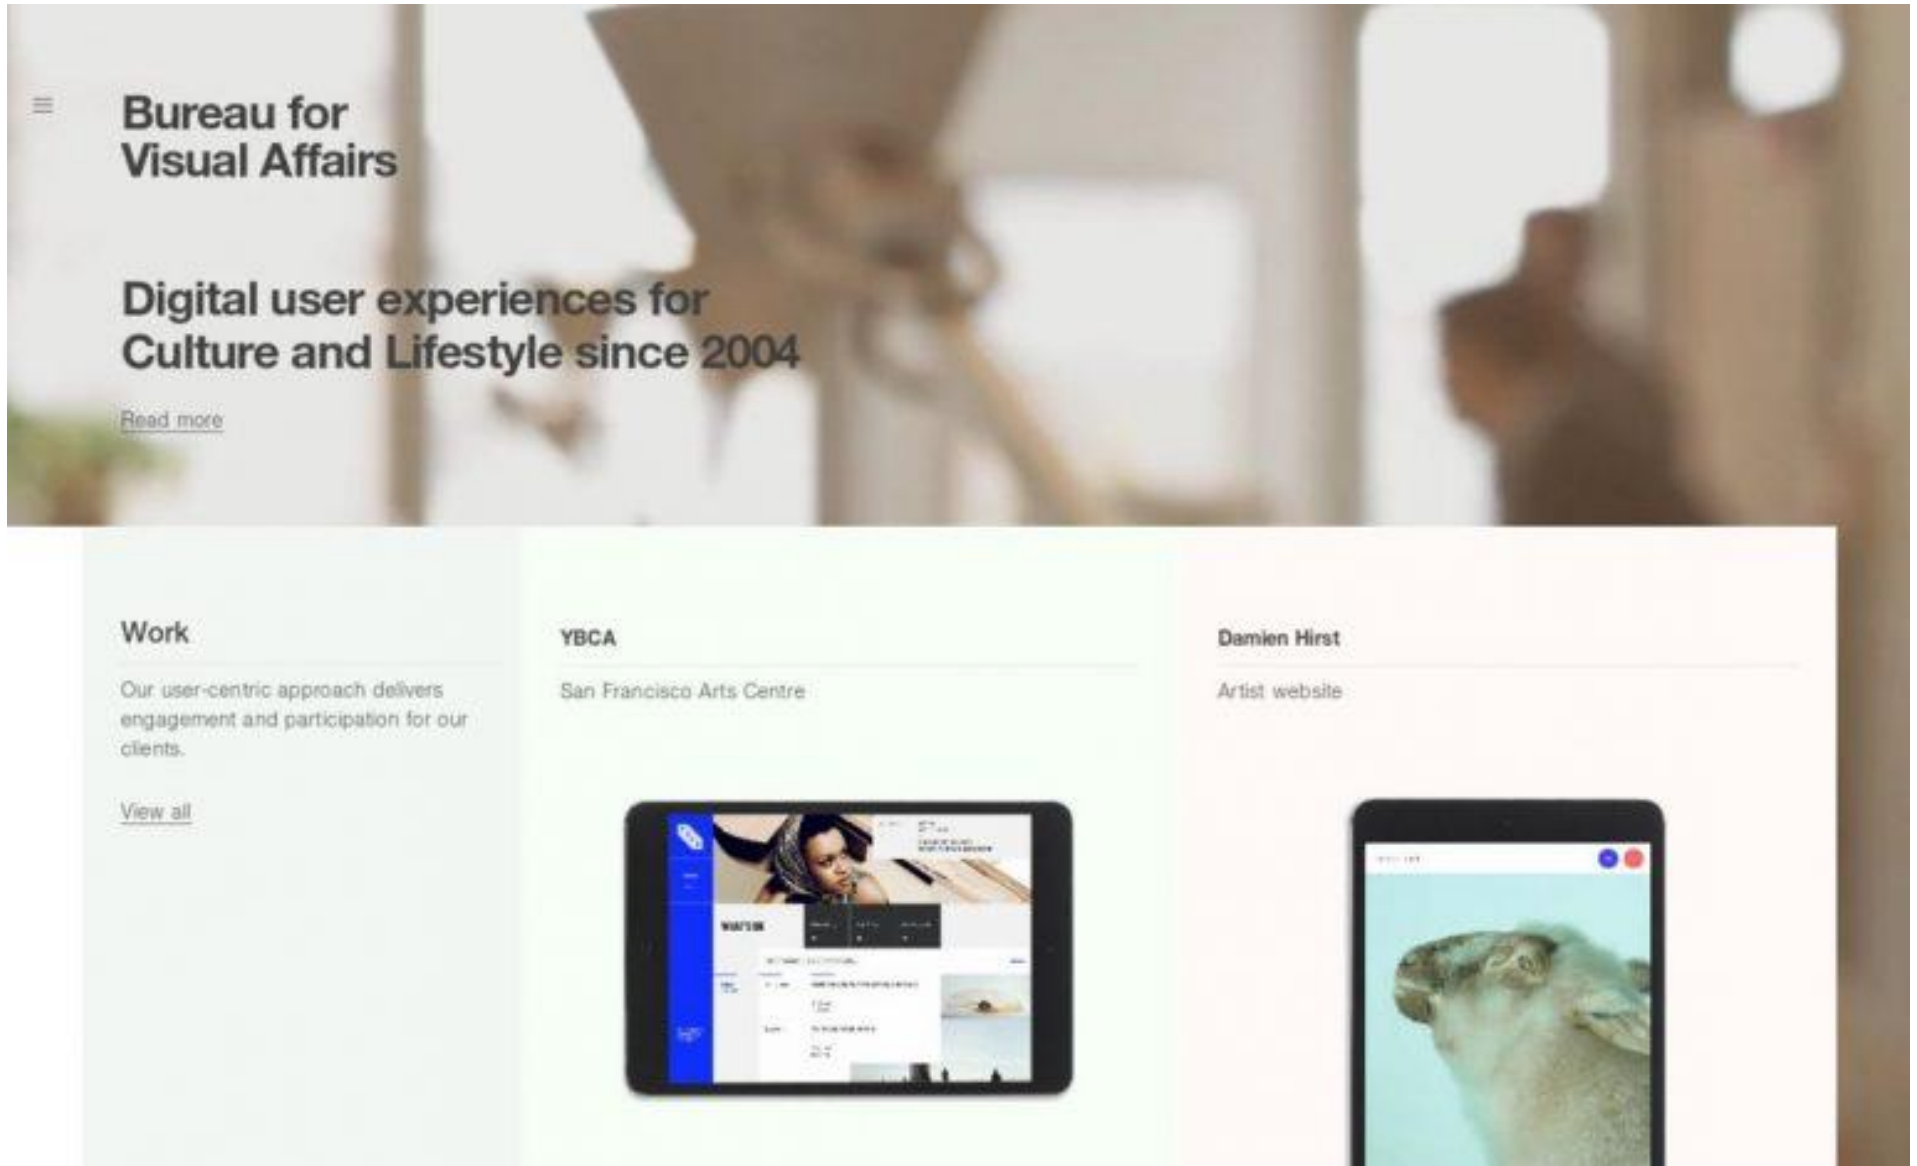 Bureau for
Visual Affairs
Digital user experiences for
Culture and Lifestyle since 2004
Read more
Work
Our user-centric approach delivers
engagement and participation for our
clients.
View all
YBCA
San Francisco Arts Centre
WHAT'S ON
Damien Hirst
Artist website